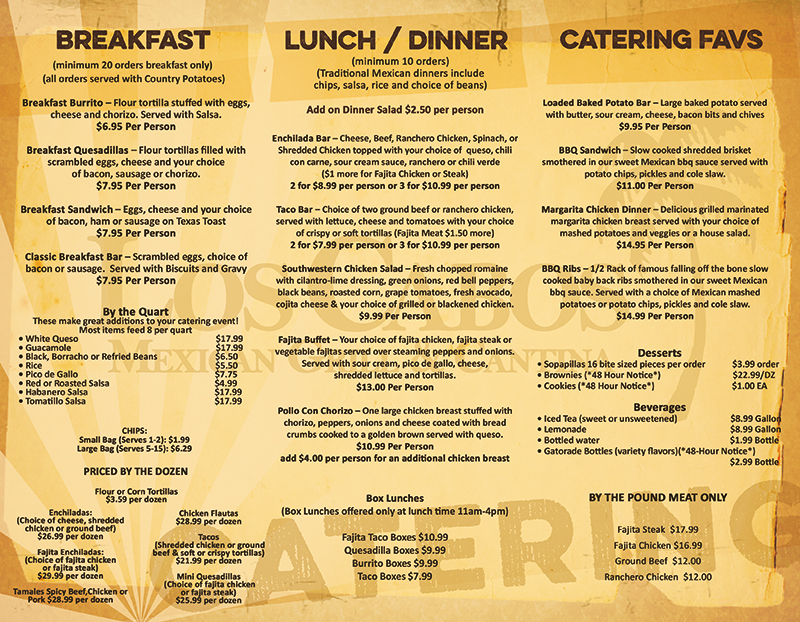 BREAKFAST
(minimum 20 orders breakfast only)
(all orders served with Country Potatoes)
Breakfast Burrito – Flour tortilla stuffed with eggs,
cheese and chorizo. Served with Salsa.
$6.95 Per Person
Breakfast Quesadillas – Flour tortillas filled with
scrambled eggs, cheese and your choice
of bacon, sausage or chorizo.
$7.95 Per Person
Breakfast Sandwich – Eggs, cheese and your choice
of bacon, ham or sausage on Texas Toast
$7.95 Per Person
Classic Breakfast Bar – Scrambled eggs, choice of
bacon or sausage. Served with Biscuits and Gravy
$7.95 Per Person
By the Quart
These make great additions to your catering event!
Most items feed 8 per quart
• White Queso $17.99
• Guacamole $17.99
• Black, Borracho or Refried Beans $6.50
• Rice $5.50
• Pico de Gallo $7.75
• Red or Roasted Salsa $4.99
• Habanero Salsa $17.99
• Tomatillo Salsa $17.99
CHIPS:
Small Bag (Serves 1-2): $1.99
Large Bag (Serves 5-15): $6.29
PRICED BY THE DOZEN
Flour or Corn Tortillas
$3.59 per dozen
Enchiladas:
(Choice of cheese, shredded
chicken or ground beef)
$26.99 per dozen
Fajita Enchiladas:
(Choice of fajita chicken
or fajita steak)
$29.99 per dozen
Tamales Spicy Beef,Chicken or
Pork $28.99 per dozen
Chicken Flautas
$28.99 per dozen
Tacos
(Shredded chicken or ground
beef & soft or crispy tortillas)
$21.99 per dozen
Mini Quesadillas
(Choice of fajita chicken
or fajita steak)
$25.99 per dozen
LUNCH / DINNER
(minimum 10 orders)
(Traditional Mexican dinners include
chips, salsa, rice and choice of beans)
Add on Dinner Salad $2.50 per person
Enchilada Bar – Cheese, Beef, Ranchero Chicken, Spinach, or
Shredded Chicken topped with your choice of queso, chili
con carne, sour cream sauce, ranchero or chili verde
($1 more for Fajita Chicken or Steak)
2 for $8.99 per person or 3 for $10.99 per person
Taco Bar – Choice of two ground beef or ranchero chicken,
served with lettuce, cheese and tomatoes with your choice
of crispy or soft tortillas (Fajita Meat $1.50 more)
2 for $7.99 per person or 3 for $10.99 per person
Southwestern Chicken Salad – Fresh chopped romaine
with cilantro-lime dressing, green onions, red bell peppers,
black beans, roasted corn, grape tomatoes, fresh avocado,
cojita cheese & your choice of grilled or blackened chicken.
$9.99 Per Person
Fajita Buffet – Your choice of fajita chicken, fajita steak or
vegetable fajitas served over steaming peppers and onions.
Served with sour cream, pico de gallo, cheese,
shredded lettuce and tortillas.
$13.00 Per Person
Pollo Con Chorizo – One large chicken breast stuffed with
chorizo, peppers, onions and cheese coated with bread
crumbs cooked to a golden brown served with queso.
$10.99 Per Person
add $4.00 per person for an additional chicken breast
Box Lunches
(Box Lunches offered only at lunch time 11am-4pm)
Fajita Taco Boxes $10.99
Quesadilla Boxes $9.99
Burrito Boxes $9.99
Taco Boxes $7.99
CATERING FAVS
Loaded Baked Potato Bar – Large baked potato served
with butter, sour cream, cheese, bacon bits and chives
$9.95 Per Person
BBQ Sandwich – Slow cooked shredded brisket
smothered in our sweet Mexican bbq sauce served with
potato chips, pickles and cole slaw.
$11.00 Per Person
Margarita Chicken Dinner – Delicious grilled marinated
margarita chicken breast served with your choice of
mashed potatoes and veggies or a house salad.
$14.95 Per Person
BBQ Ribs – 1/2 Rack of famous falling off the bone slow
cooked baby back ribs smothered in our sweet Mexican
bbq sauce. Served with a choice of Mexican mashed
potatoes or potato chips, pickles and cole slaw.
$14.99 Per Person
Desserts
• Sopapillas 16 bite sized pieces per order $3.99 order
• Brownies (*48 Hour Notice*) $22.99/DZ
• Cookies (*48 Hour Notice*) $1.00 EA
Beverages
• Iced Tea (sweet or unsweetened) $8.99 Gallon
• Lemonade $8.99 Gallon
• Bottled water $1.99 Bottle
• Gatorade Bottles (variety flavors)(*48-Hour Notice*)
$2.99 Bottle
BY THE POUND MEAT ONLY
Fajita Steak $17.99
Fajita Chicken $16.99
Ground Beef $12.00
Ranchero Chicken $12.00
LOS CABOS
MEXICAN CANTINA
CATERING